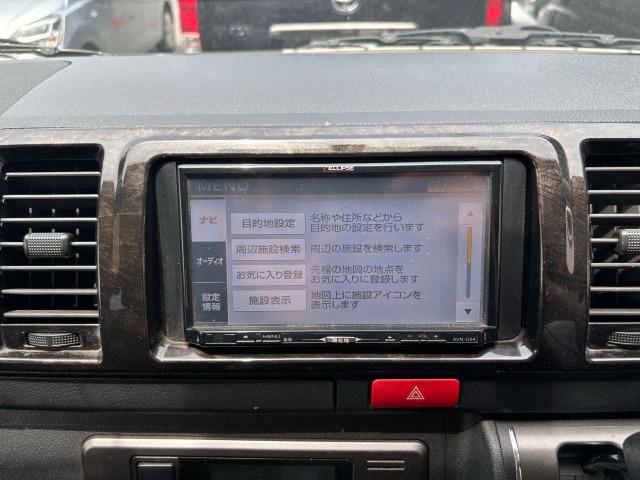 ECLIPSE
MENU
ナビ
オーディオ
設定
情報
目的地設定
名称や住所などから
目的地の設定を行います
周辺施設検索
周辺の施設を検索します
お気に入り登録
先程の地図の地点を
お気に入りに登録します
施設表示
地図上に施設アイコンを
表示します
MENU
現在地
VOL
AVN-G04